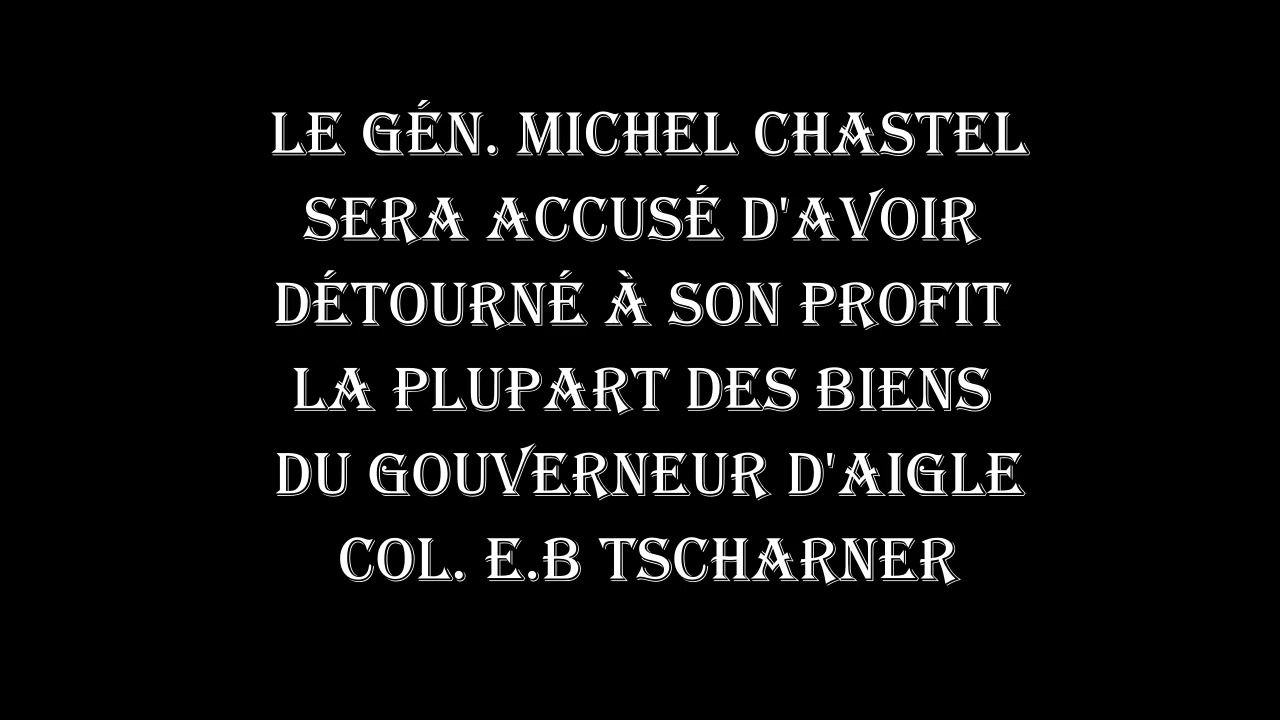 LE GÉN. MICHEL CHASTEL
SERA ACCUSÉ D'AVOIR
DÉTOURNÉ À SON PROFIT
LA PLUPART DES BIENS
DU GOUVERNEUR D'AIGLE
COL. E.B TSCHARNER